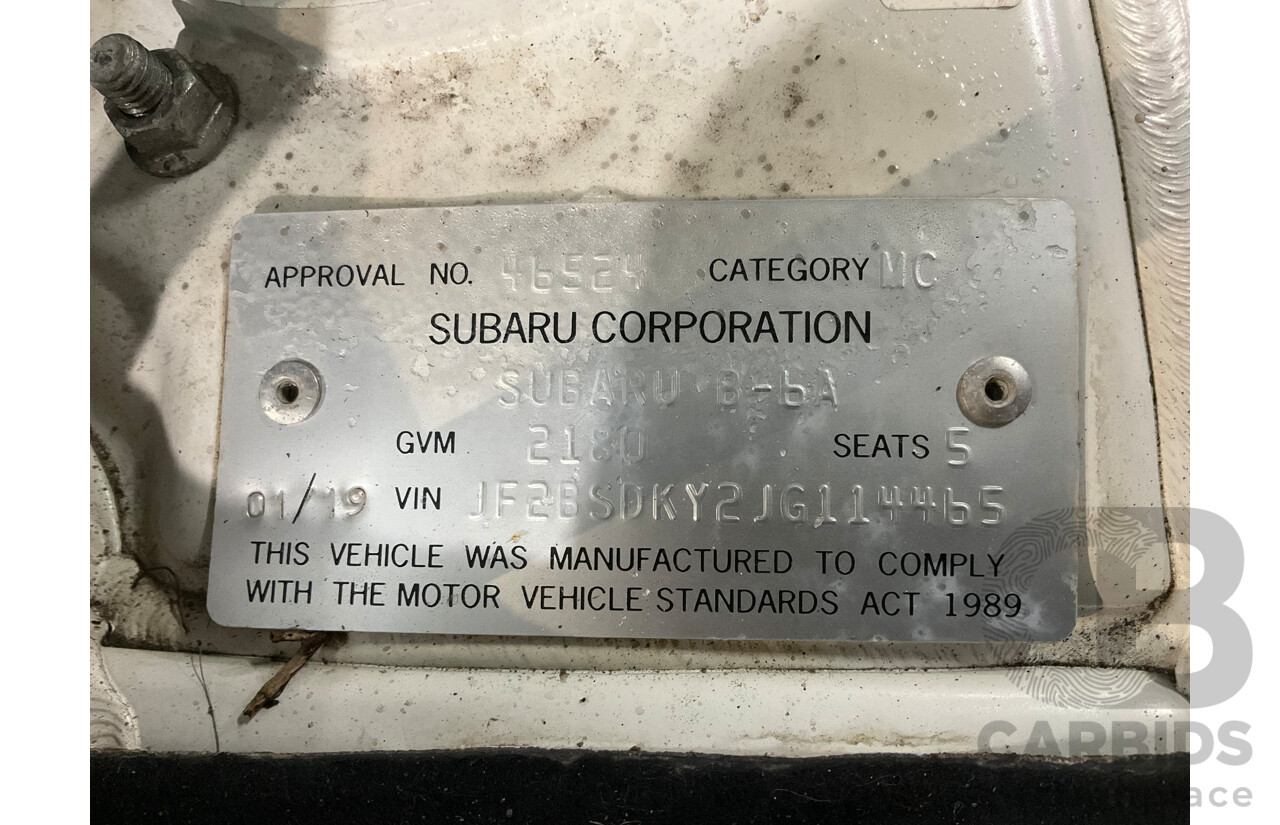 APPROVAL NO. 46524 CATEGORY MC
SUBARU CORPORATION
SUBARU B-6A
GVM 2180 SEATS 5
01/19 VIN JF2BSDKY2JG114465
THIS VEHICLE WAS MANUFACTURED TO COMPLY
WITH THE MOTOR VEHICLE STANDARDS ACT 1989
CARBIDS